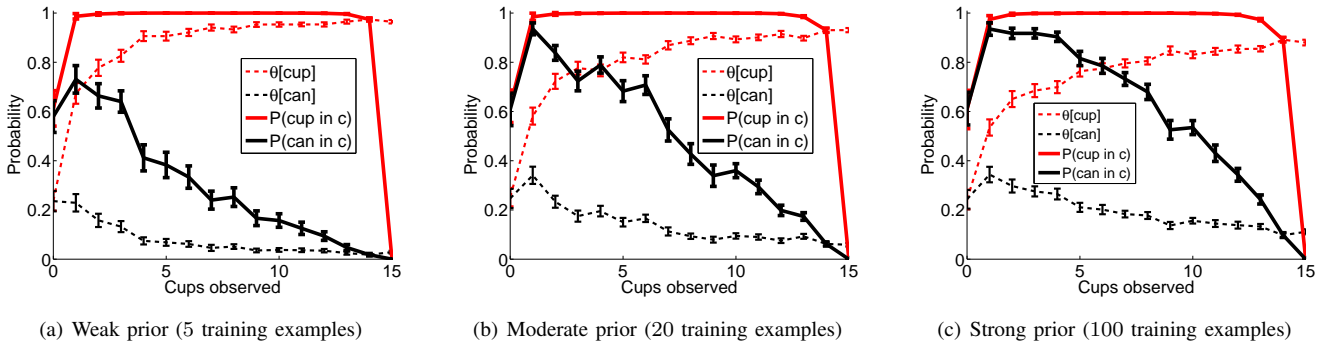 1
0.8
0.6
0.4
0.2
0
Probability
0 5 10 15
Cups observed
θ[cup]
θ[can]
P(cup in c)
P(can in c)
(a) Weak prior (5 training examples)
1
0.8
0.6
0.4
0.2
0
Probability
0 5 10 15
Cups observed
θ[cup]
θ[can]
P(cup in c)
P(can in c)
(b) Moderate prior (20 training examples)
1
0.8
0.6
0.4
0.2
0
Probability
0 5 10 15
Cups observed
θ[cup]
θ[can]
P(cup in c)
P(can in c)
(c) Strong prior (100 training examples)